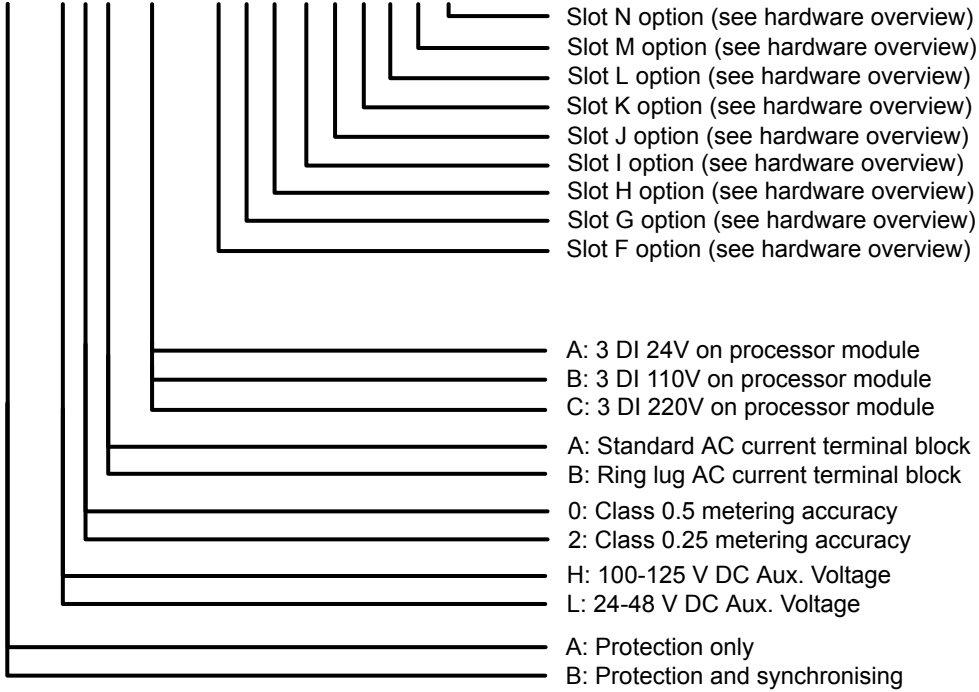 Slot N option (see hardware overview)
Slot M option (see hardware overview)
Slot L option (see hardware overview)
Slot K option (see hardware overview)
Slot J option (see hardware overview)
Slot I option (see hardware overview)
Slot H option (see hardware overview)
Slot G option (see hardware overview)
Slot F option (see hardware overview)
A: 3 DI 24V on processor module
B: 3 DI 110V on processor module
C: 3 DI 220V on processor module
A: Standard AC current terminal block
B: Ring lug AC current terminal block
0: Class 0.5 metering accuracy
2: Class 0.25 metering accuracy
H: 100-125 V DC Aux. Voltage
L: 24-48 V DC Aux. Voltage
A: Protection only
B: Protection and synchronising